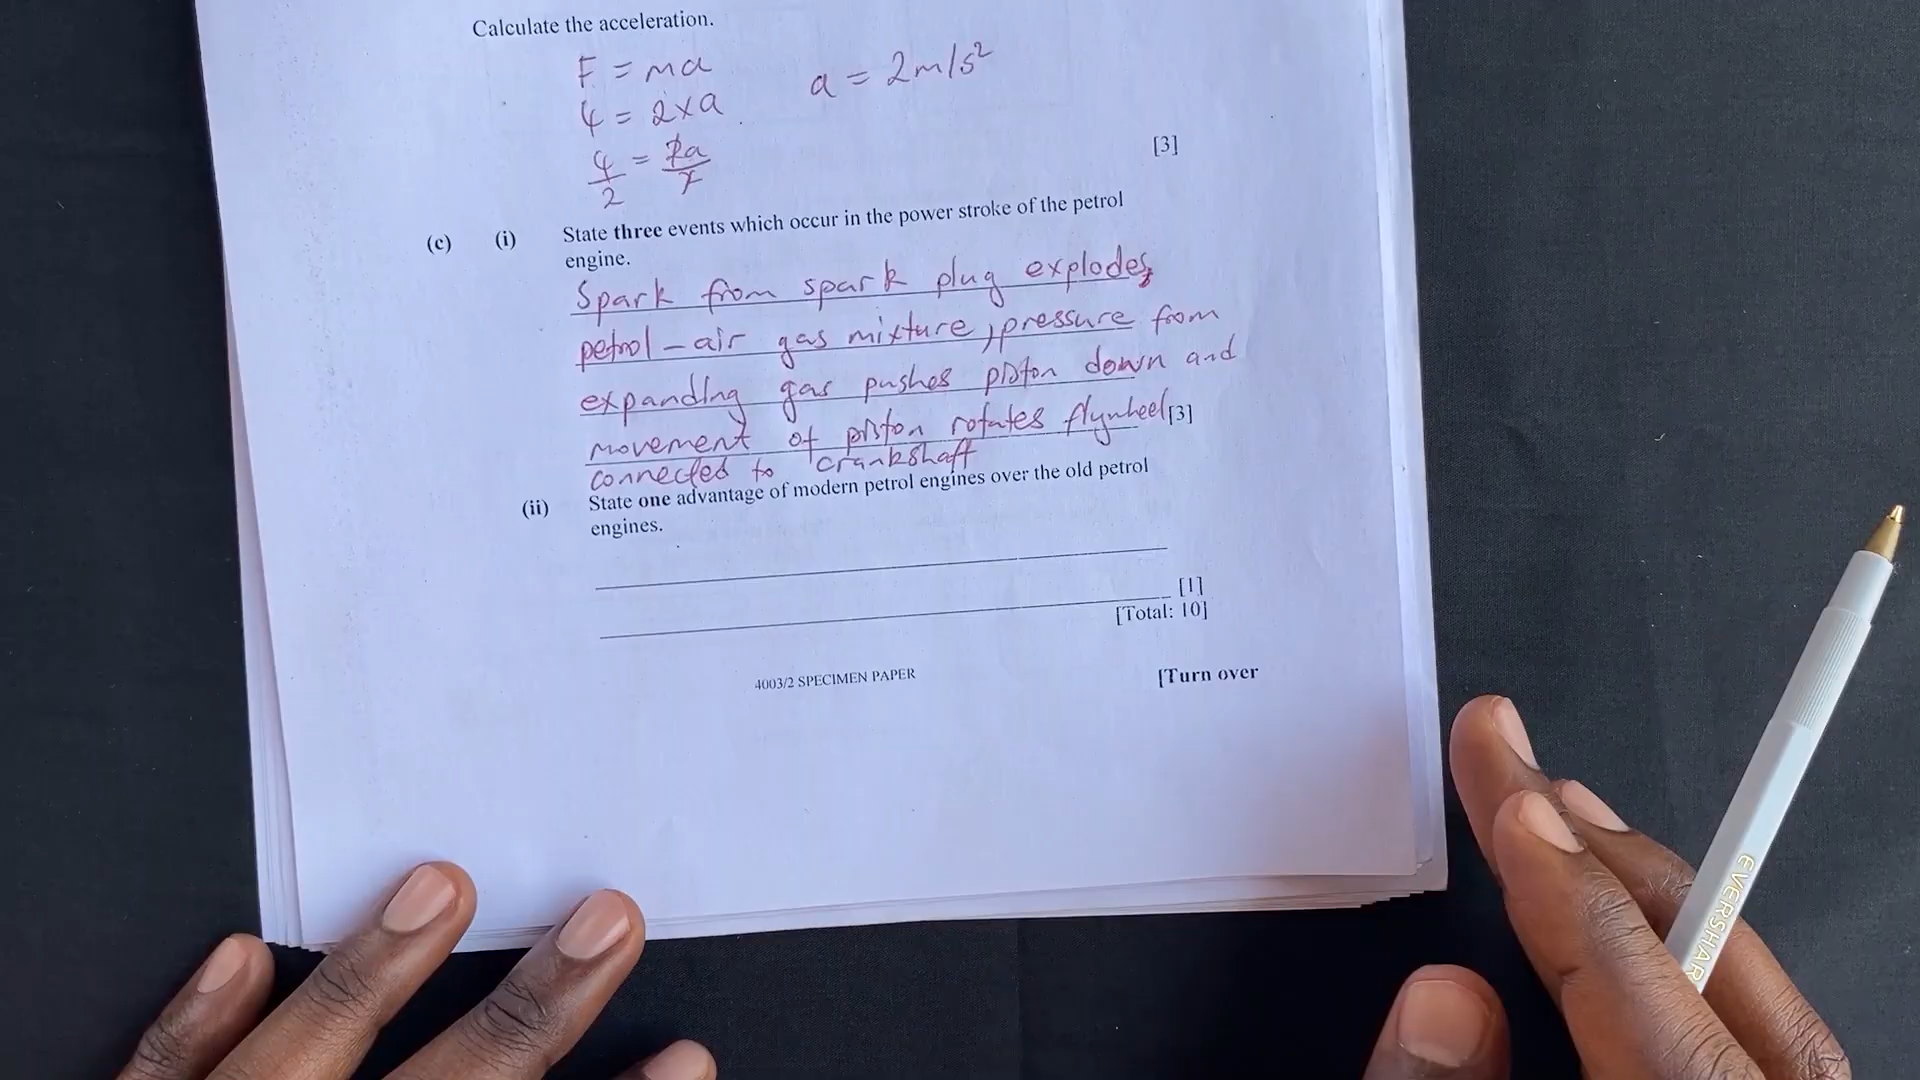 Calculate the acceleration.
F = ma
a = 2m/s²
4 = 2xa
4/2 = 2a/2
[3]
(c) (i) State three events which occur in the power stroke of the petrol
engine.
Spark from spark plug explodes,
petrol-air gas mixture, pressure from
expanding gas pushes piston down and
movement of piston rotates flywheel [3]
connected to crankshaft
(ii) State one advantage of modern petrol engines over the old petrol
engines.
[1]
[Total: 10]
4003/2 SPECIMEN PAPER
[Turn over
EVERSHAR